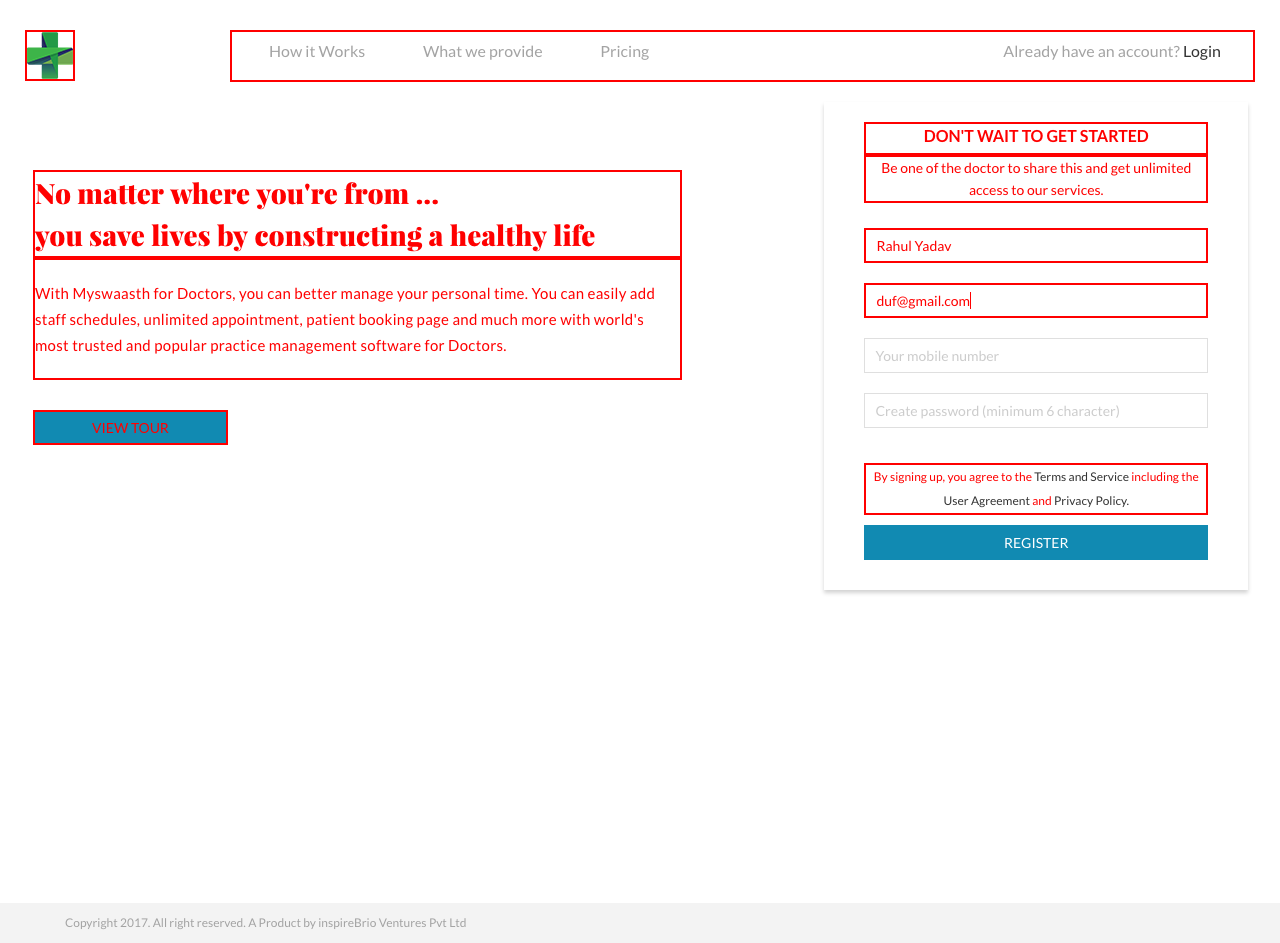 How it Works What we provide Pricing Already have an account? Login
No matter where you're from ...
you save lives by constructing a healthy life
With Myswaasth for Doctors, you can better manage your personal time. You can easily add
staff schedules, unlimited appointment, patient booking page and much more with world's
most trusted and popular practice management software for Doctors.
VIEW TOUR
DON'T WAIT TO GET STARTED
Be one of the doctor to share this and get unlimited
access to our services.
Rahul Yadav
duf@gmail.com
Your mobile number
Create password (minimum 6 character)
By signing up, you agree to the Terms and Service including the
User Agreement and Privacy Policy.
REGISTER
Copyright 2017. All right reserved. A Product by inspireBrio Ventures Pvt Ltd